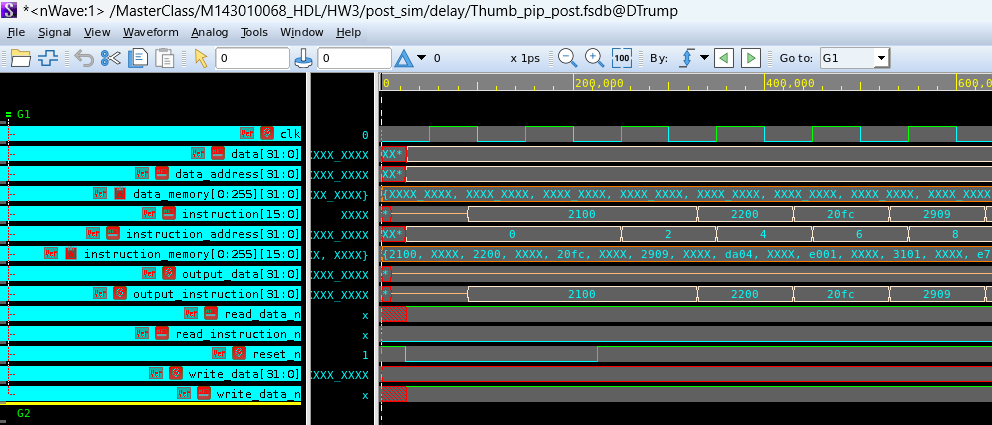 *<nWave:1> /MasterClass/M143010068_HDL/HW3/post_sim/delay/Thumb_pip_post.fsdb@DTrump
File Signal View Waveform Analog Tools Window Help
0 0 0 x 1ps 100 By: Go to: G1
0 200,000 400,000 600,0
G1
clk 0
data[31:0] XXX_XXXX XX*
data_address[31:0] XXX_XXXX XX*
data_memory[0:255][31:0] XX_XXXX} {XXXX_XXXX, XXXX_XXXX, XXXX_XXXX, XXXX_XXXX, XXXX_XXXX, XXXX_XXXX, XXXX_XXXX
instruction[15:0] XXXX *. 2100 2200 20fc 2909
instruction_address[31:0] XXX_XXXX XX* 0 2 4 6 8
instruction_memory[0:255][15:0] X, XXXX} {2100, XXXX, 2200, XXXX, 20fc, XXXX, 2909, XXXX, da04, XXXX, e001, XXXX, 3101, XXXX, e7
output_data[31:0] XXX_XXXX *
output_instruction[31:0] XXX_XXXX *. 2100 2200 20fc 2909
read_data_n x
read_instruction_n x
reset_n 1
write_data[31:0] XXX_XXXX
write_data_n x
G2